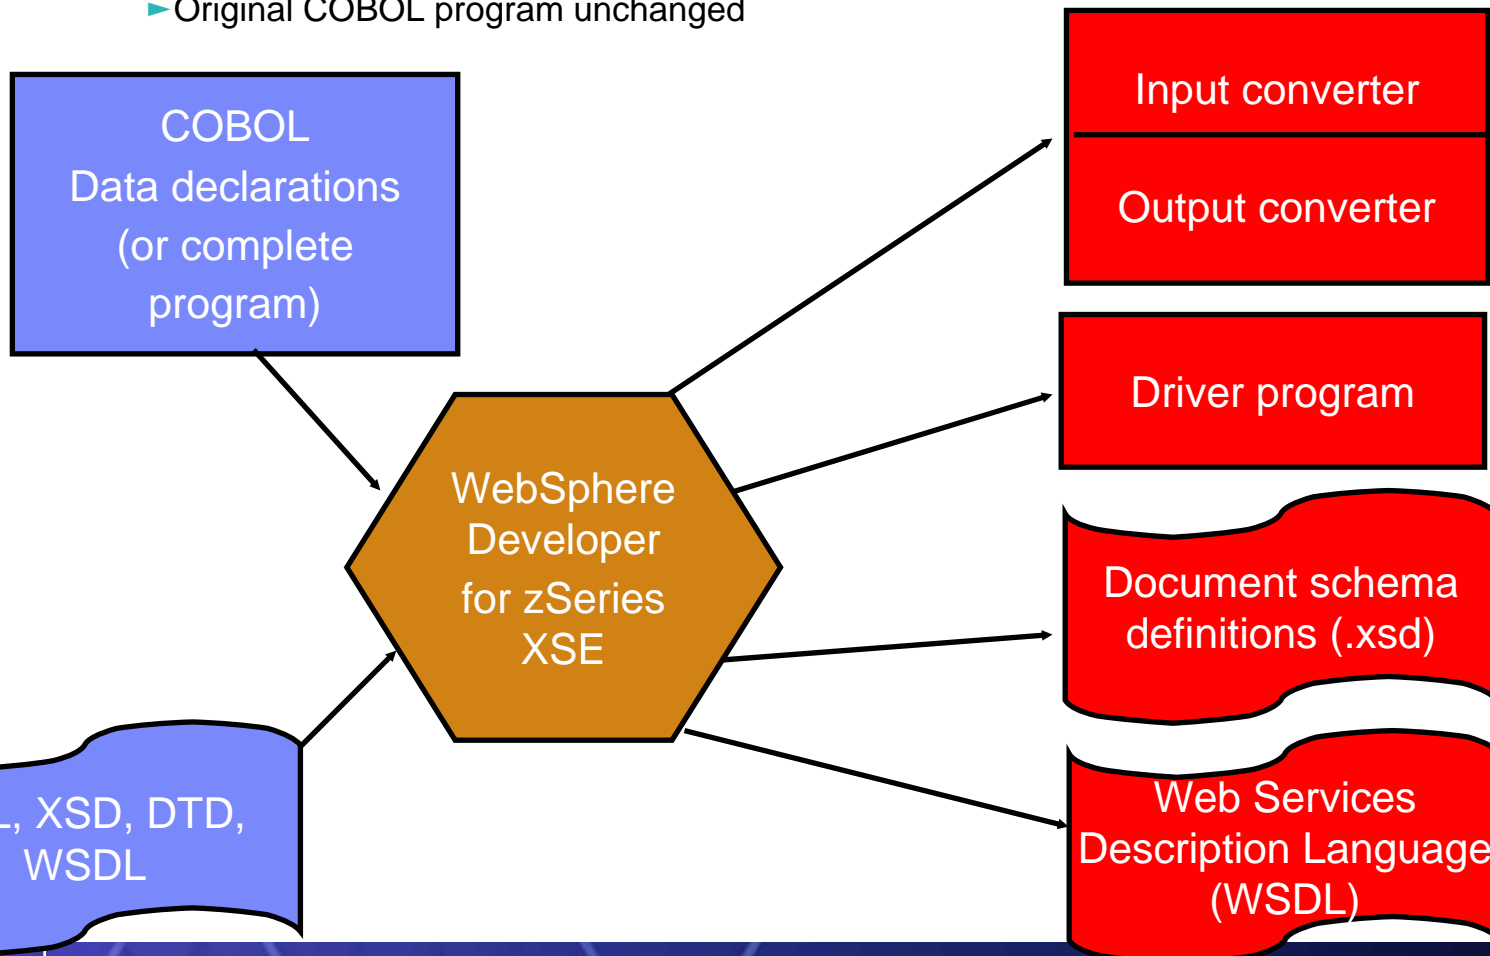 ►Original COBOL program unchanged
COBOL
Data declarations
(or complete
program)
Input converter
Output converter
Driver program
WebSphere
Developer
for zSeries
XSE
Document schema
definitions (.xsd)
XSD, DTD,
WSDL
Web Services
Description Language
(WSDL)